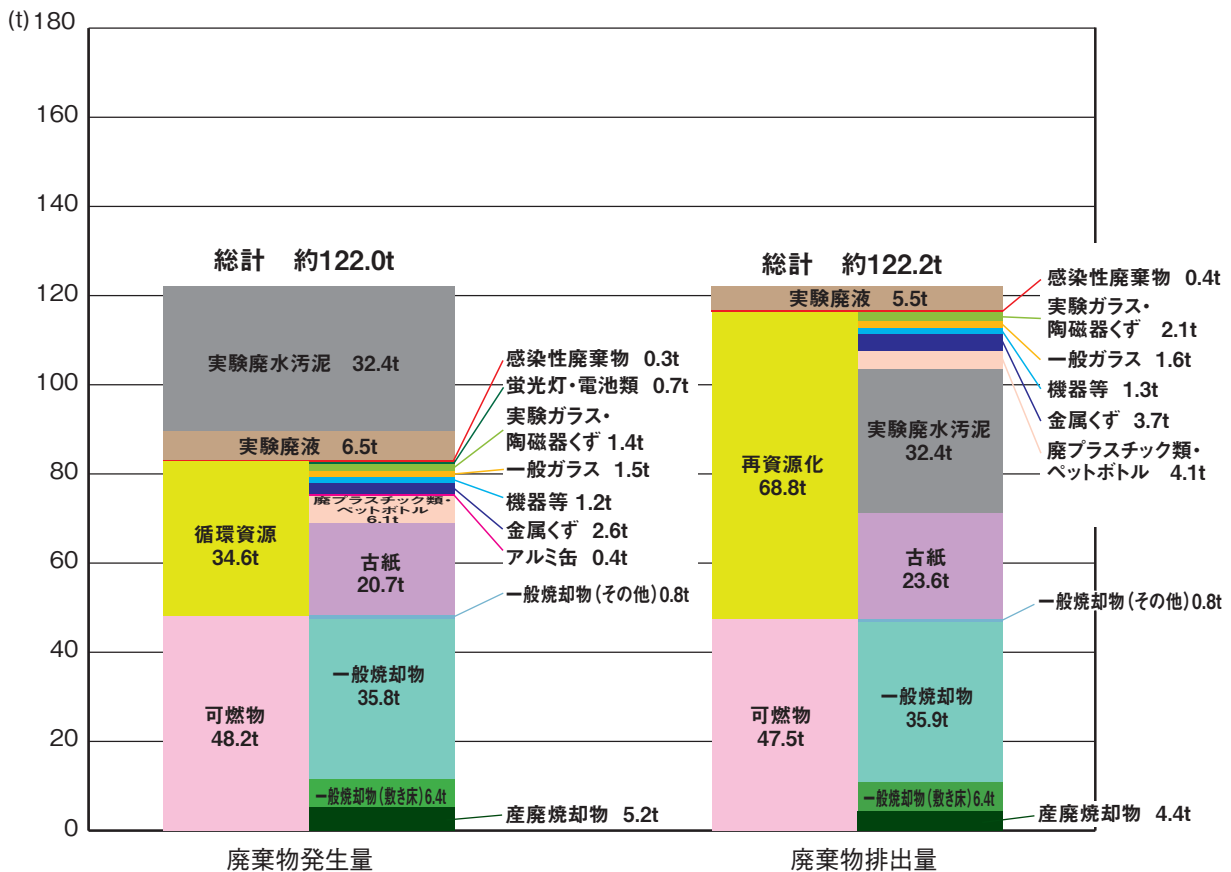 (t)
180
160
140
120
100
80
60
40
20
0
総計 約122.0t
実験廃水汚泥 32.4t
実験廃液 6.5t
循環資源
34.6t
可燃物
48.2t
廃プラスチック類・
ペットボトル
6.1t
古紙
20.7t
一般焼却物
35.8t
一般焼却物(敷き床)6.4t
感染性廃棄物 0.3t
蛍光灯・電池類 0.7t
実験ガラス・
陶磁器くず 1.4t
一般ガラス 1.5t
機器等 1.2t
金属くず 2.6t
アルミ缶 0.4t
一般焼却物(その他)0.8t
産廃焼却物 5.2t
廃棄物発生量
総計 約122.2t
実験廃液 5.5t
再資源化
68.8t
可燃物
47.5t
実験廃水汚泥
32.4t
古紙
23.6t
一般焼却物
35.9t
一般焼却物(敷き床)6.4t
感染性廃棄物 0.4t
実験ガラス・
陶磁器くず 2.1t
一般ガラス 1.6t
機器等 1.3t
金属くず 3.7t
廃プラスチック類・
ペットボトル 4.1t
一般焼却物(その他)0.8t
産廃焼却物 4.4t
廃棄物排出量